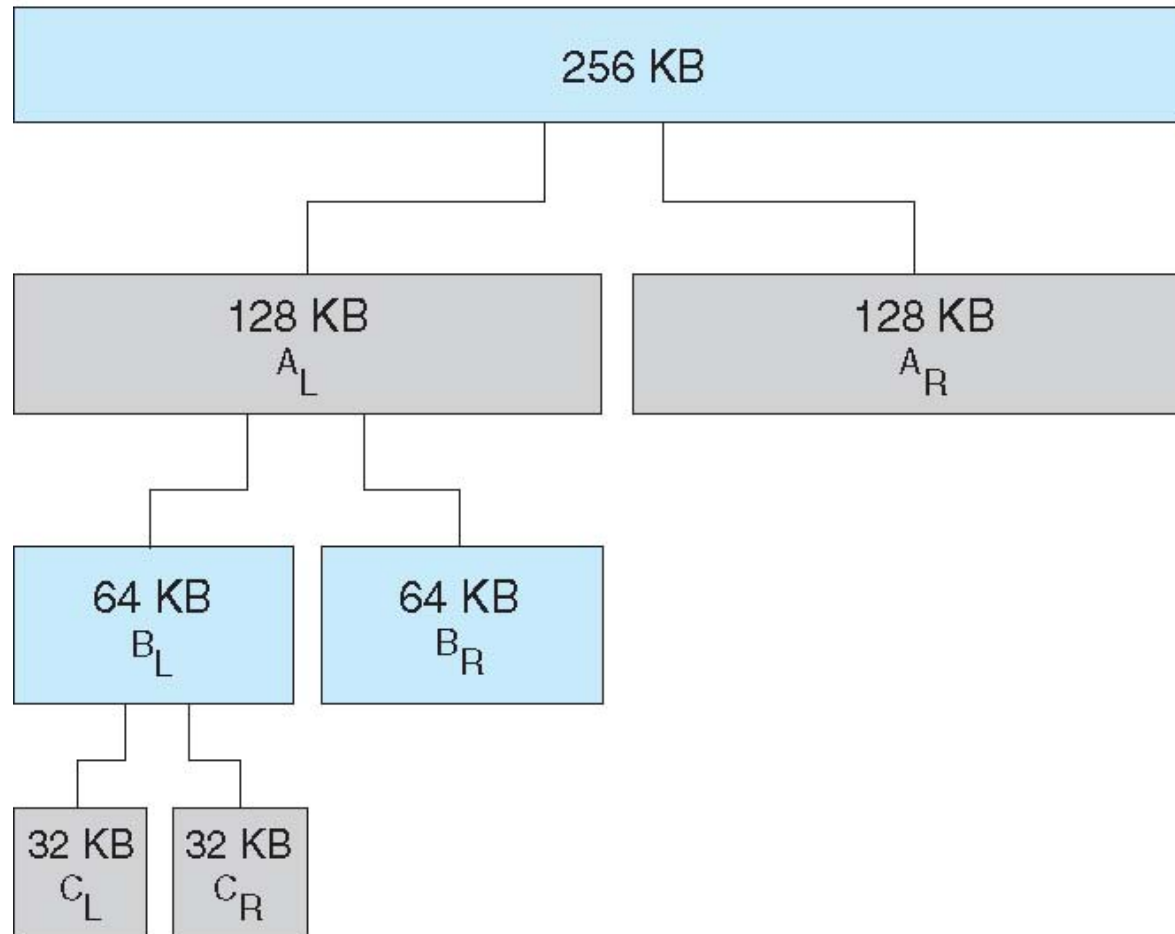 256 KB
128 KB
A_L
128 KB
A_R
64 KB
B_L
64 KB
B_R
32 KB
C_L
32 KB
C_R